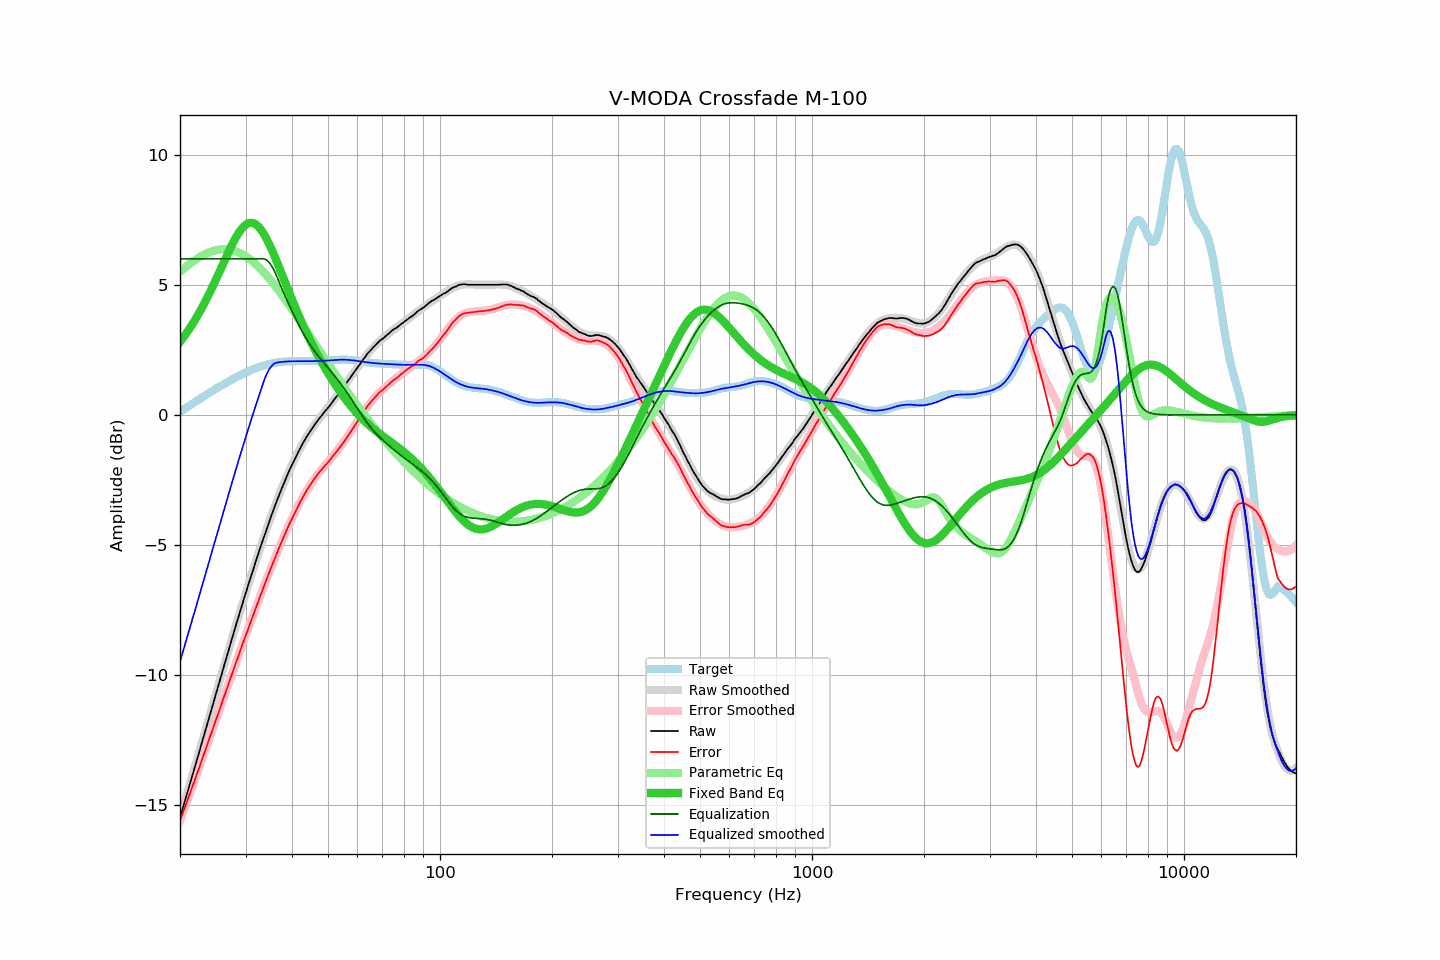 V-MODA Crossfade M-100
10
5
0
−5
−10
−15
Amplitude (dBr)
Target
Raw Smoothed
Error Smoothed
Raw
Error
Parametric Eq
Fixed Band Eq
Equalization
Equalized smoothed
100 1000 10000
Frequency (Hz)